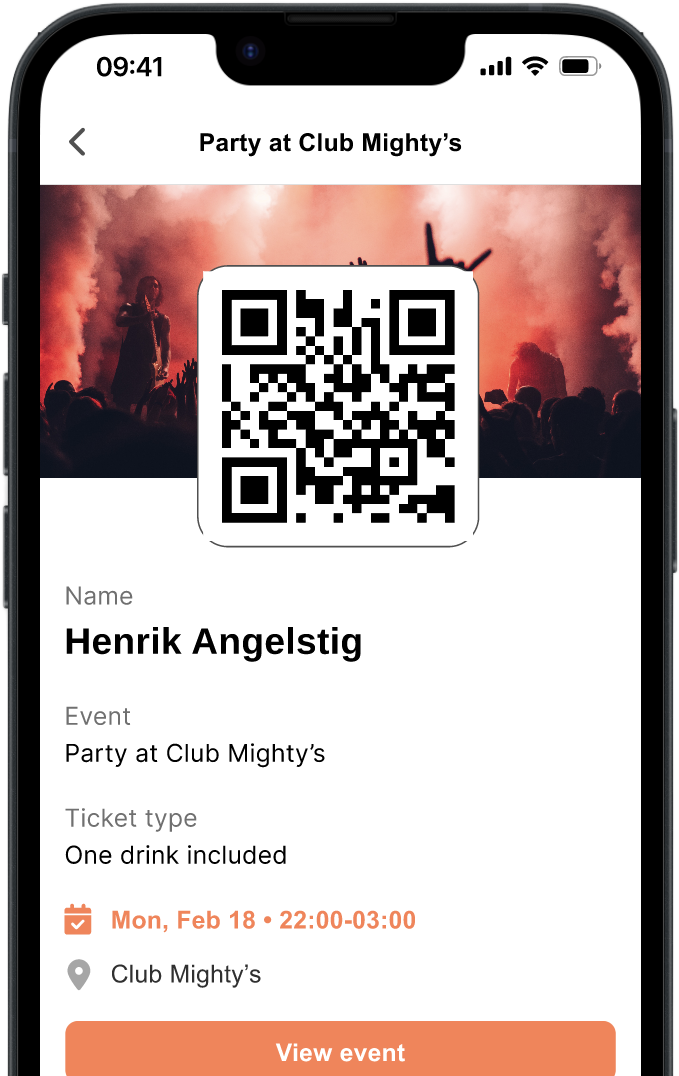 09:41
Party at Club Mighty’s
Name
Henrik Angelstig
Event
Party at Club Mighty’s
Ticket type
One drink included
Mon, Feb 18 • 22:00-03:00
Club Mighty’s
View event